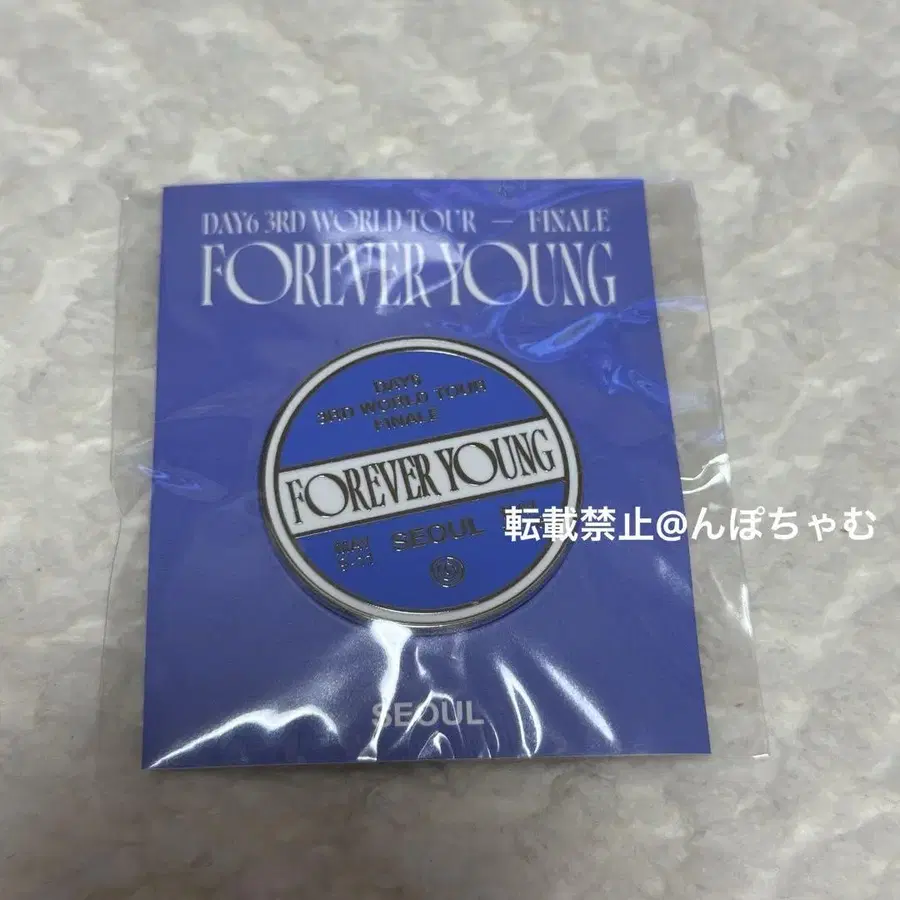 DAY6 3RD WORLD TOUR — FINALE
FOREVER YOUNG
DAY6
3RD WORLD TOUR
FINALE
FOREVER YOUNG
MAY SEOUL
転載禁止@んぽちゃむ
SEOUL